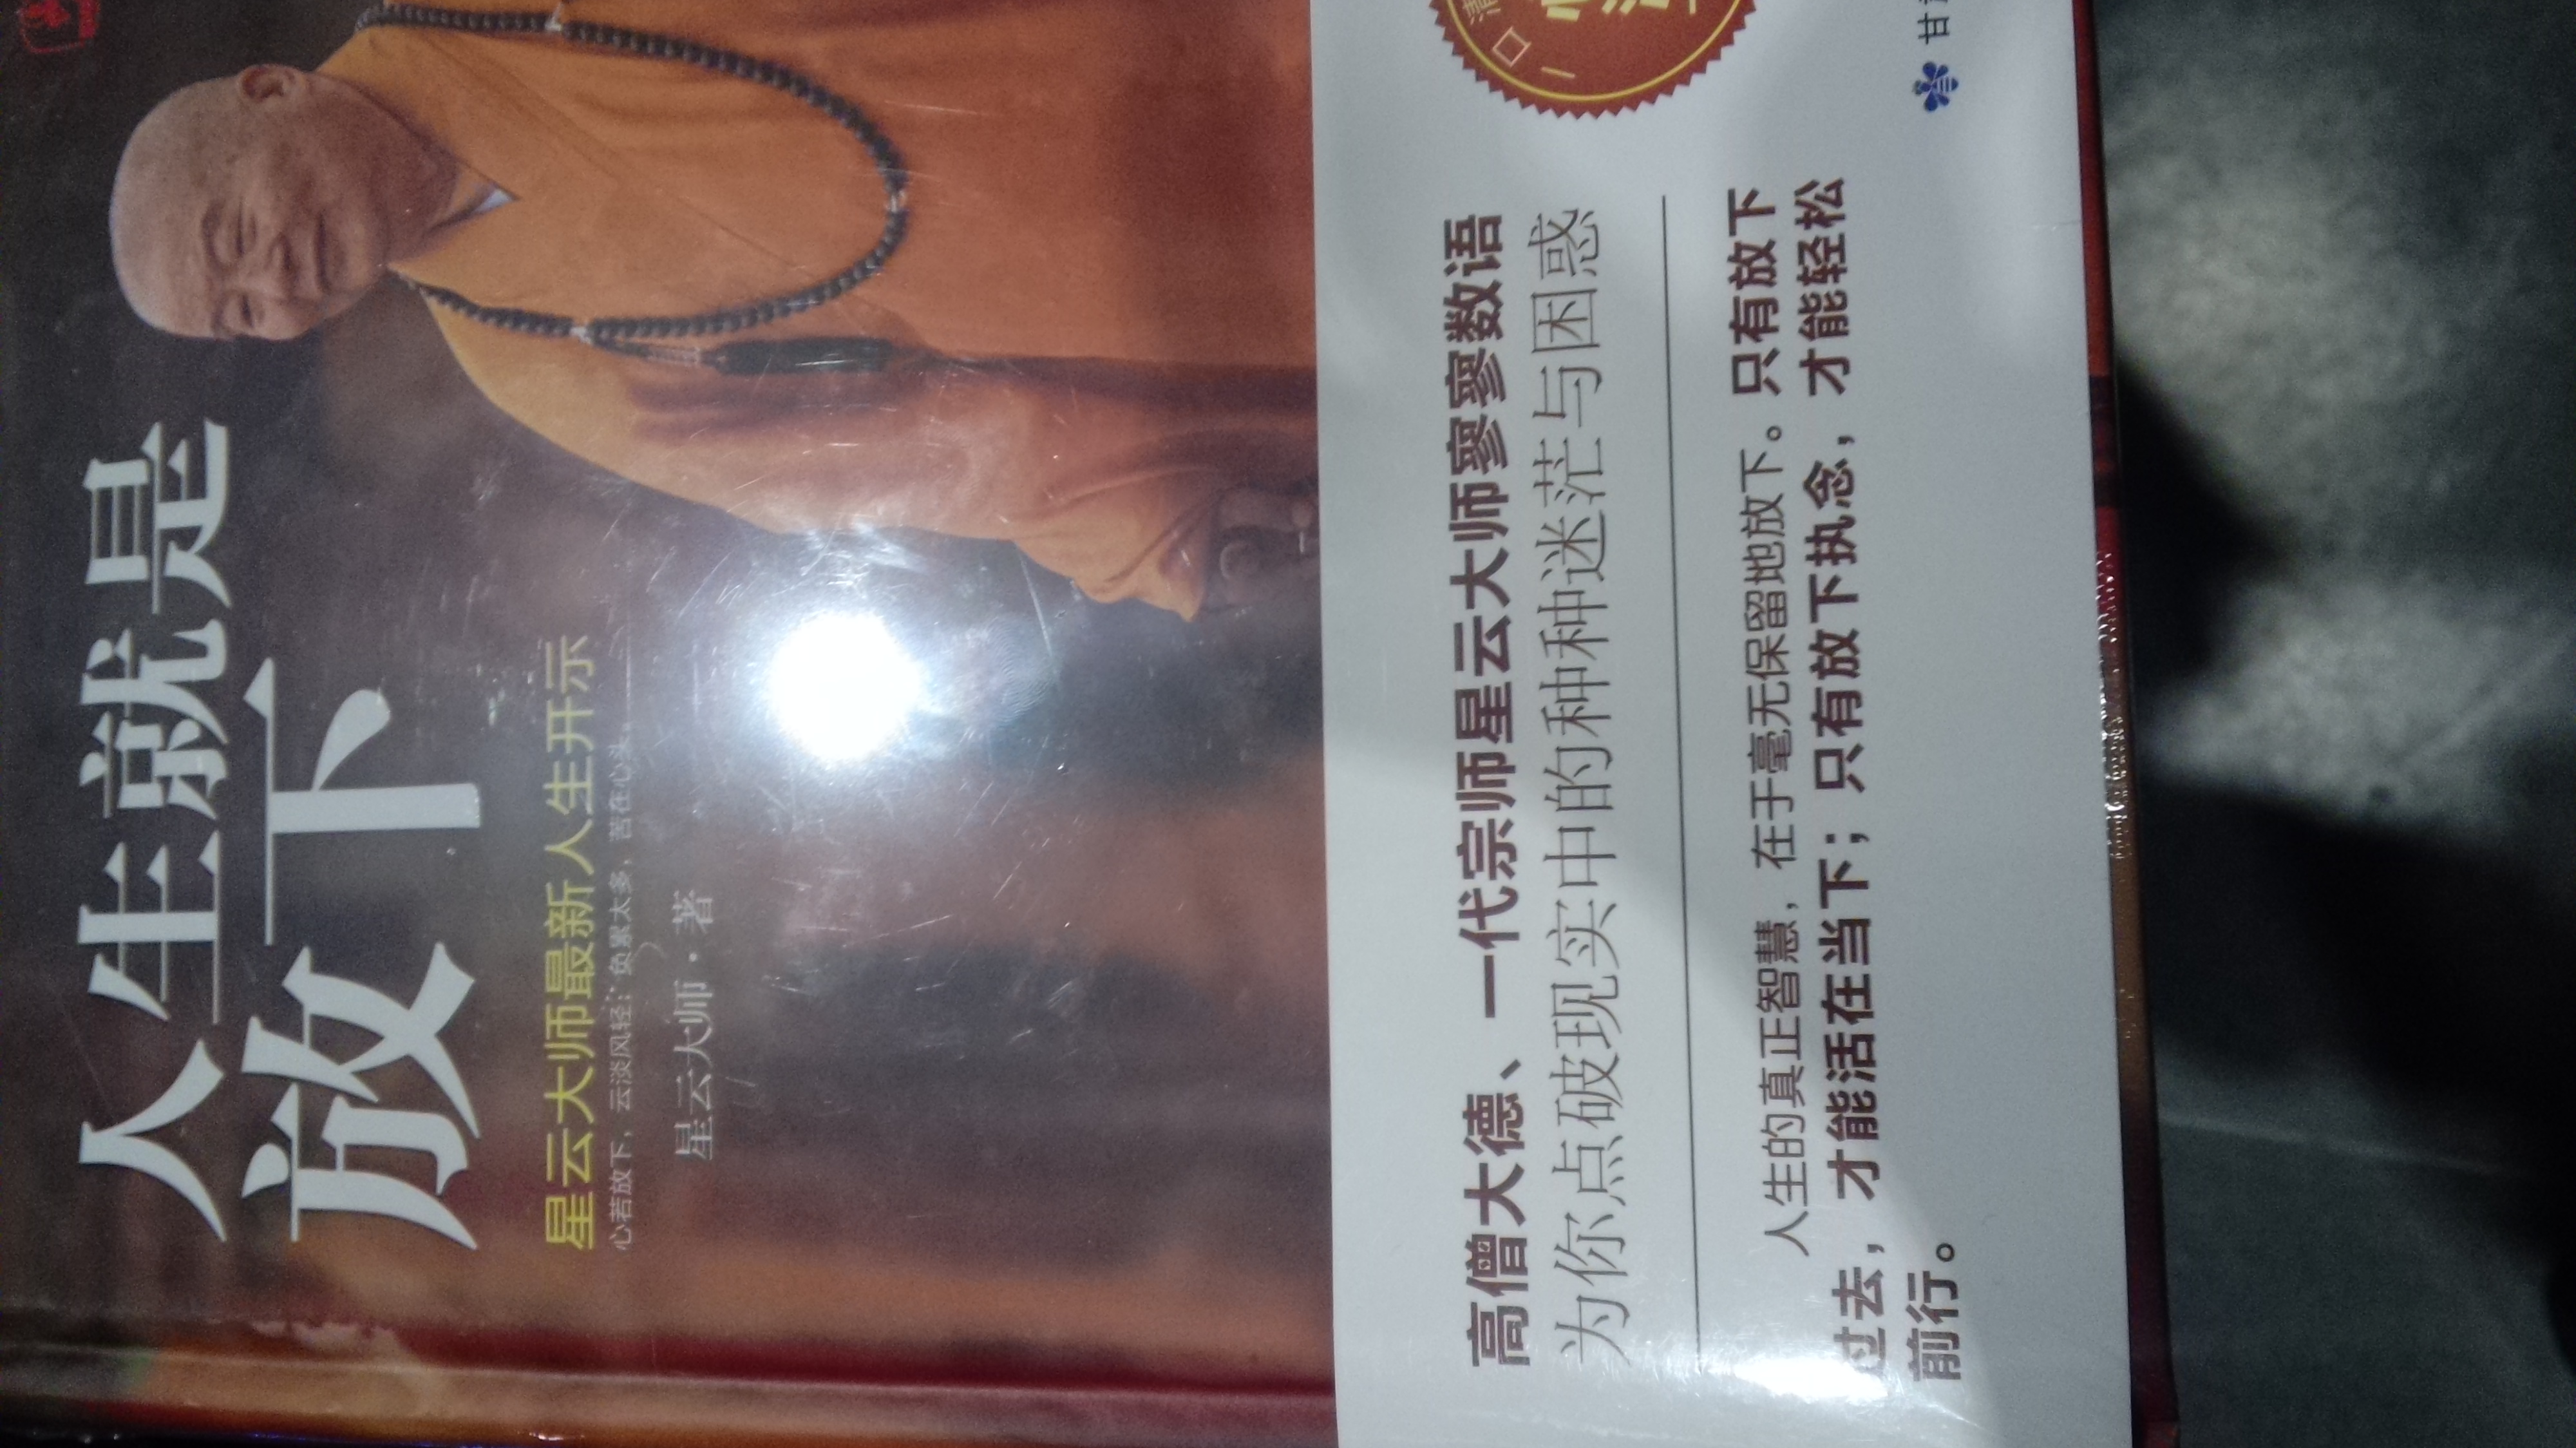 人生就是
放下
星云大师最新人生开示
心若放下，云淡风轻；负累太多，苦在心头。
星云大师·著
高僧大德、一代宗师星云大师寥寥数语
为你点破现实中的种种迷茫与困惑
人生的真正智慧，在于毫无保留地放下。只有放下
过去，才能活在当下；只有放下执念，才能轻松
前行。
甘